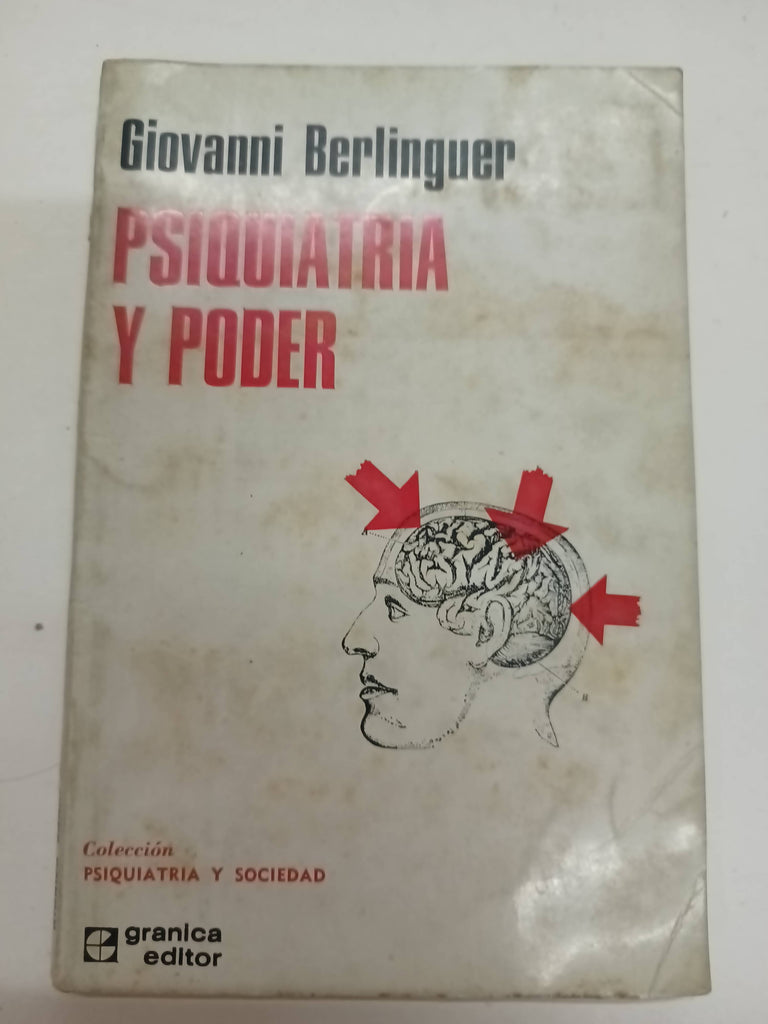 Giovanni Berlinguer
PSIQUIATRIA
Y PODER
Colección
PSIQUIATRIA Y SOCIEDAD
granica
editor